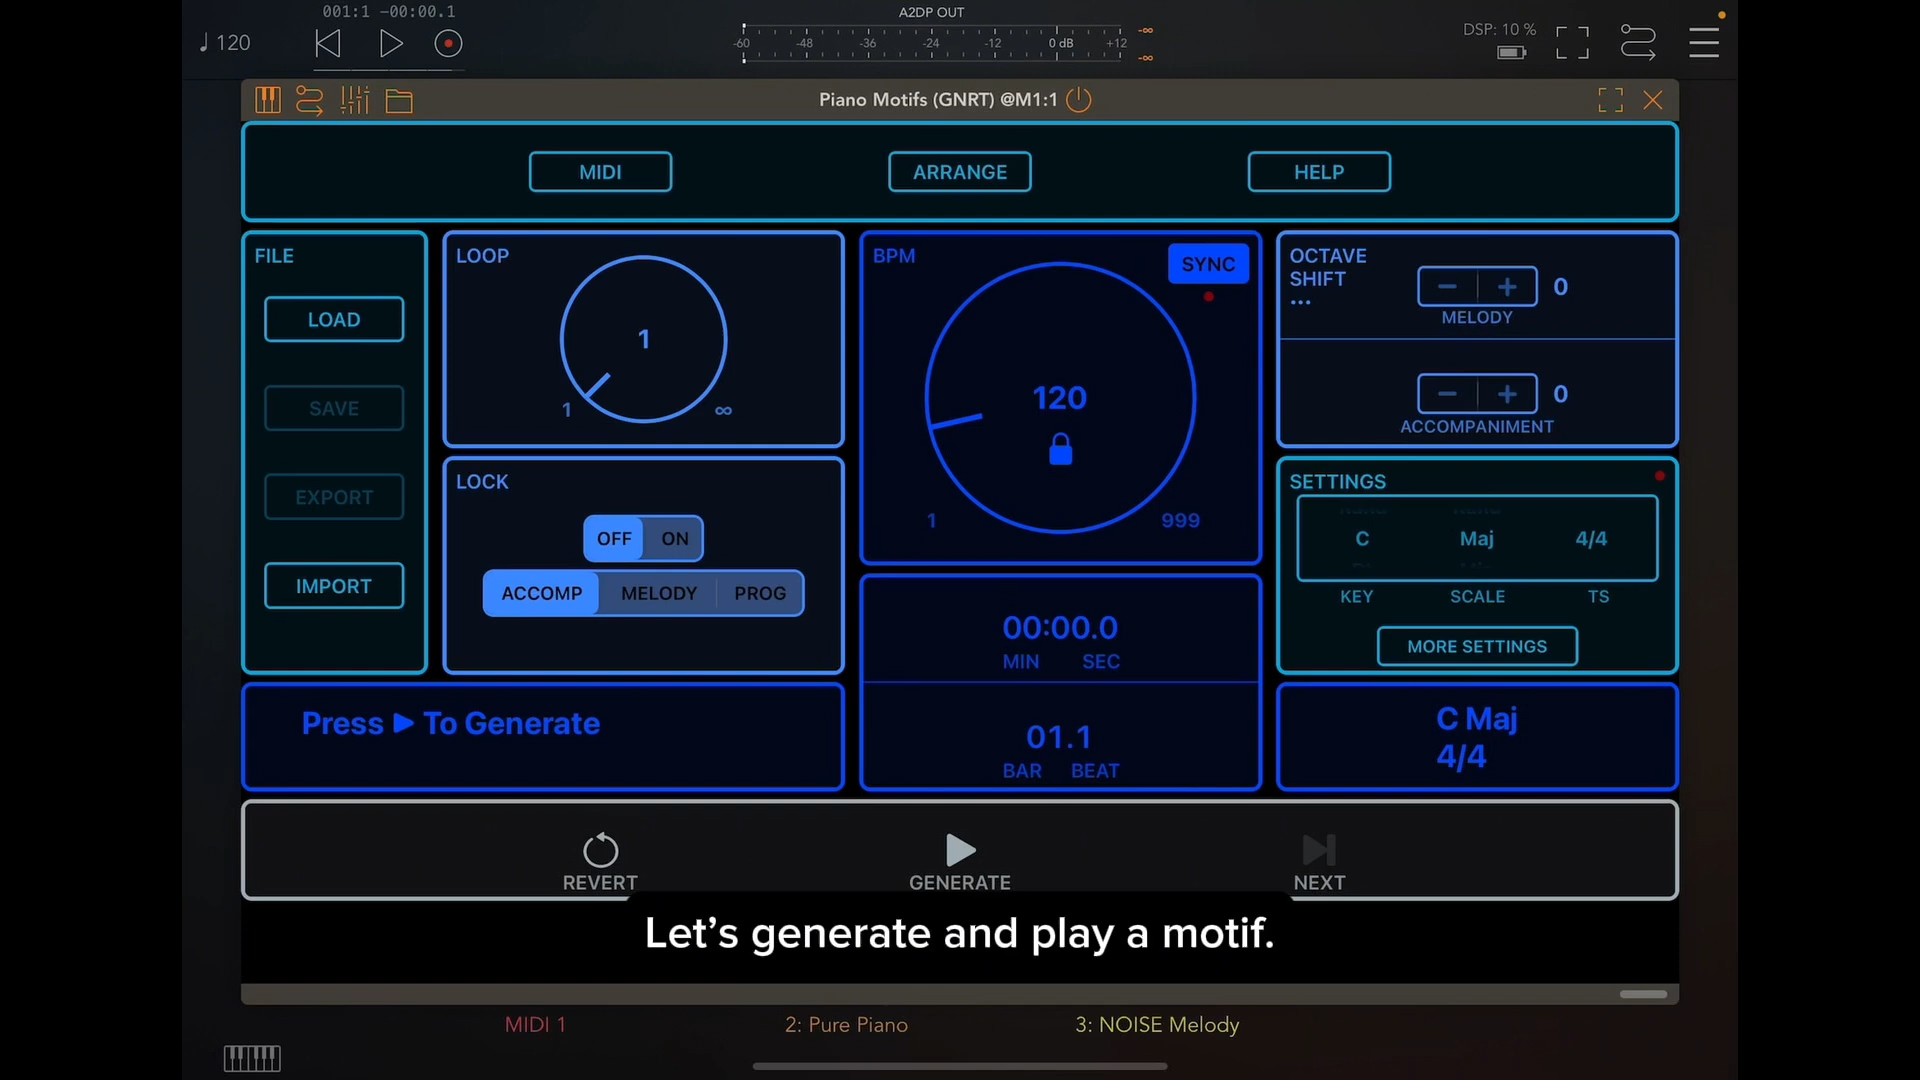 001:1 -00:00.1
A2DP OUT
♩ 120
-60 -48 -36 -24 -12 0 dB +12
-∞
-∞
DSP: 10 %
Piano Motifs (GNRT) @M1:1
MIDI
ARRANGE
HELP
FILE
LOAD
SAVE
EXPORT
IMPORT
LOOP
1
1 ∞
LOCK
OFF ON
ACCOMP MELODY PROG
BPM
SYNC
120
1 999
00:00.0
MIN SEC
01.1
BAR BEAT
OCTAVE
SHIFT
...
− + 0
MELODY
− + 0
ACCOMPANIMENT
SETTINGS
C Maj 4/4
KEY SCALE TS
MORE SETTINGS
Press ▶ To Generate
C Maj
4/4
REVERT
GENERATE
NEXT
Let’s generate and play a motif.
MIDI 1
2: Pure Piano
3: NOISE Melody